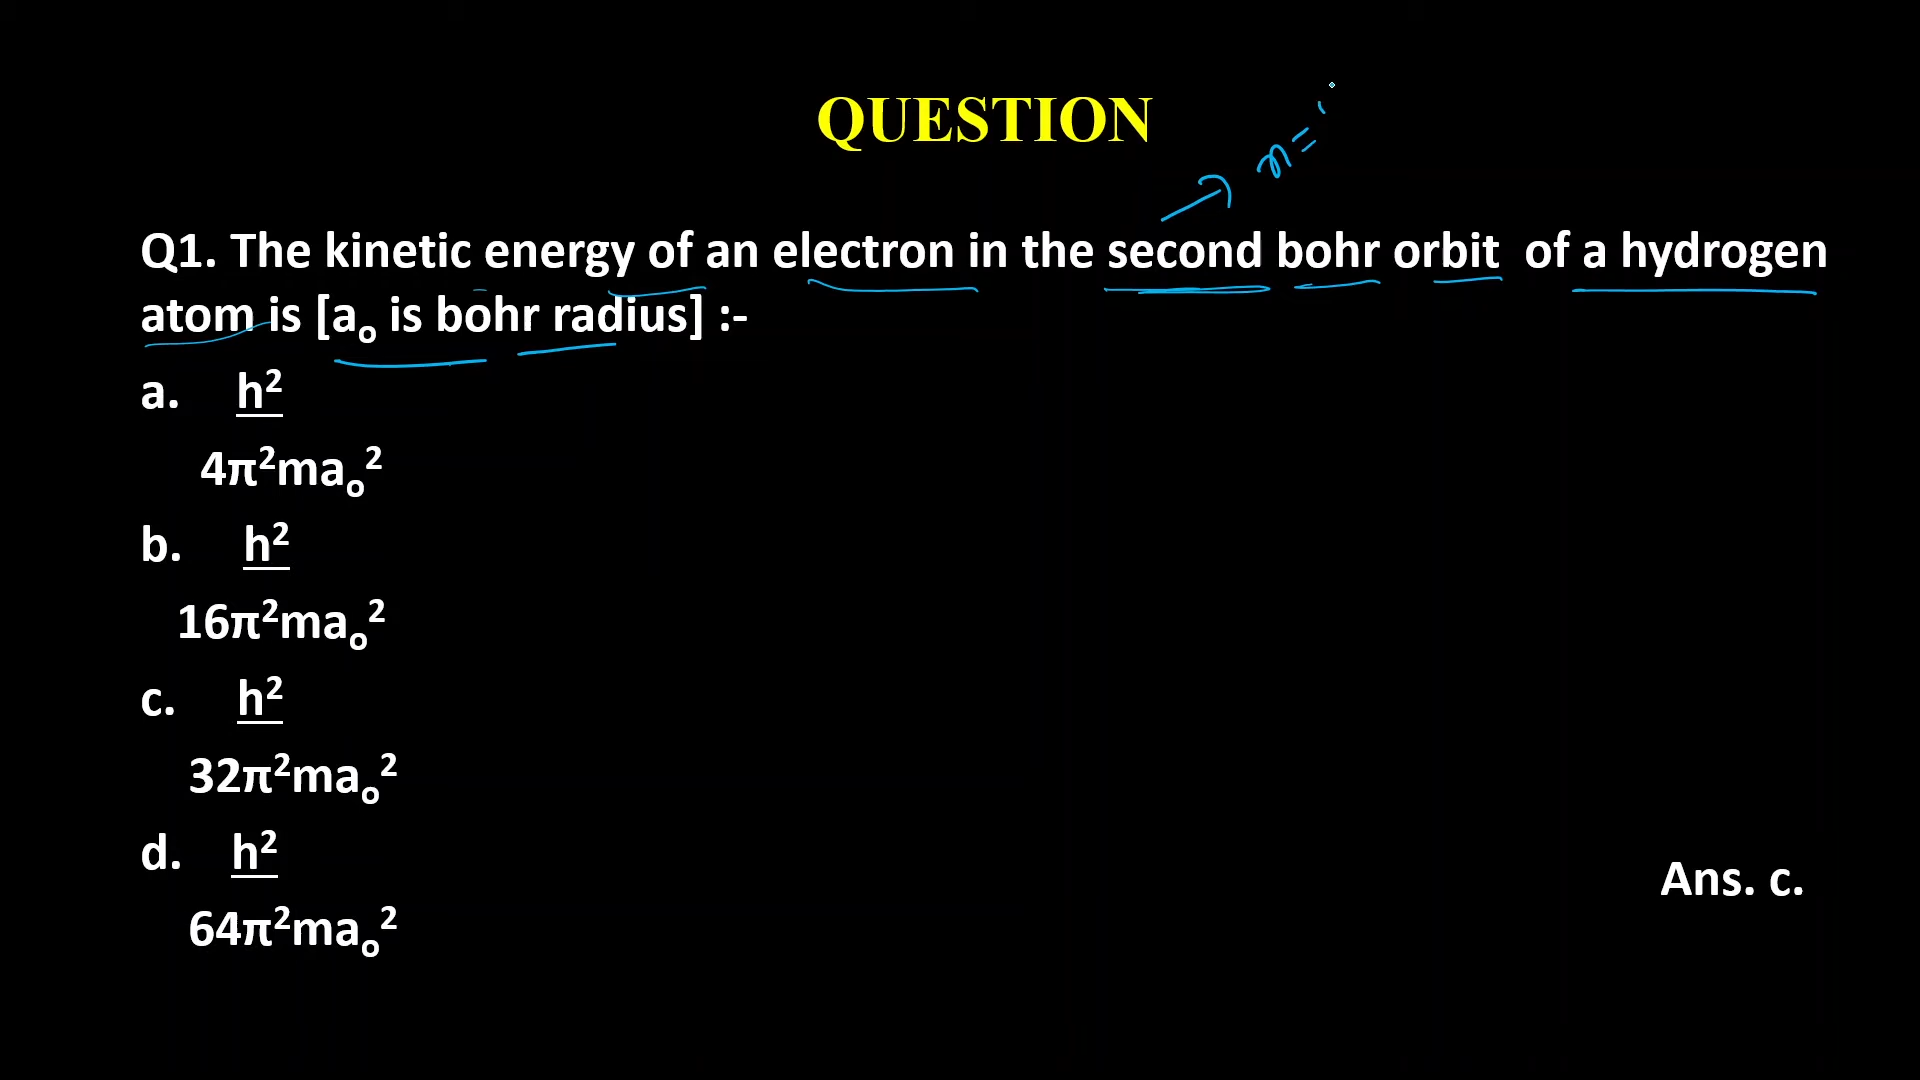 QUESTION
n=
Q1. The kinetic energy of an electron in the second bohr orbit of a hydrogen
atom is [aₒ is bohr radius] :-
a. h²
4π²maₒ²
b. h²
16π²maₒ²
c. h²
32π²maₒ²
d. h²
64π²maₒ²
Ans. c.